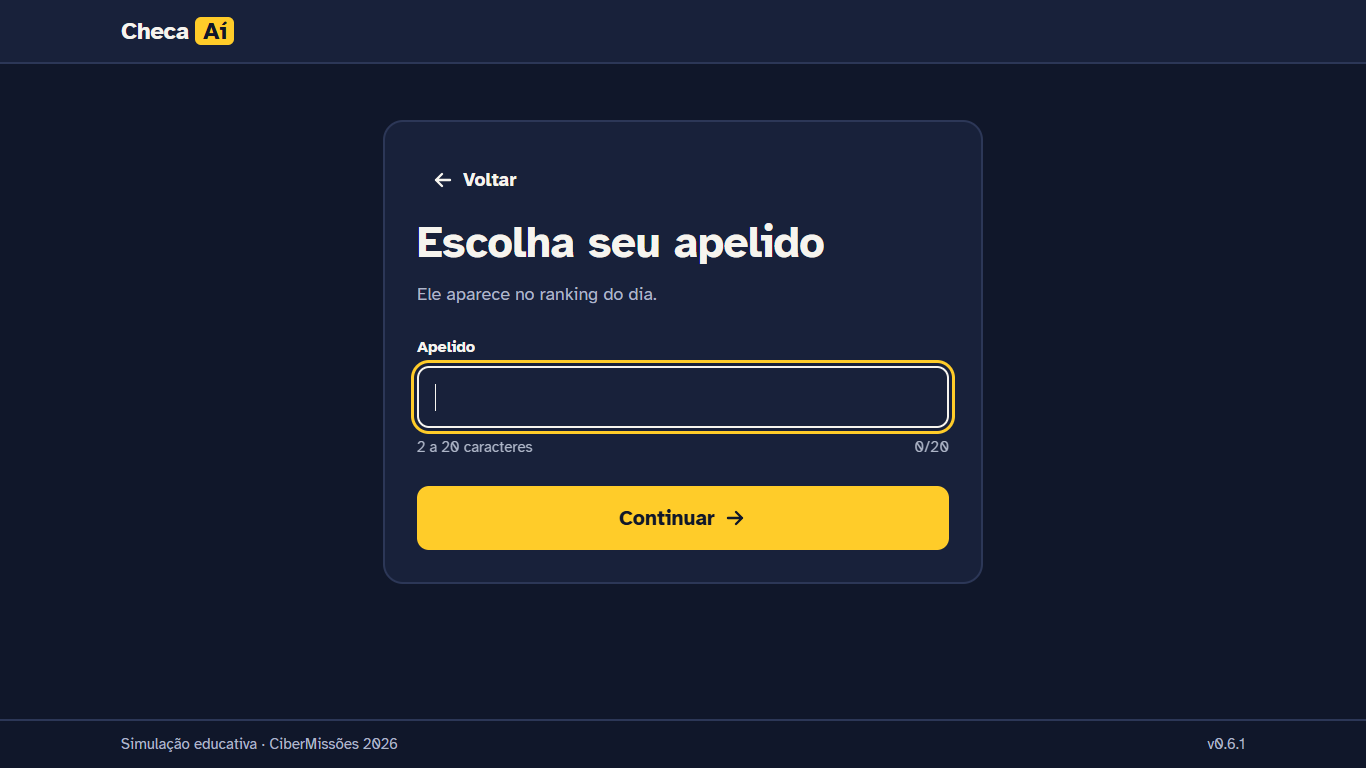 Checa Aí
← Voltar
Escolha seu apelido
Ele aparece no ranking do dia.
Apelido
2 a 20 caracteres 0/20
Continuar →
Simulação educativa · CiberMissões 2026 v0.6.1